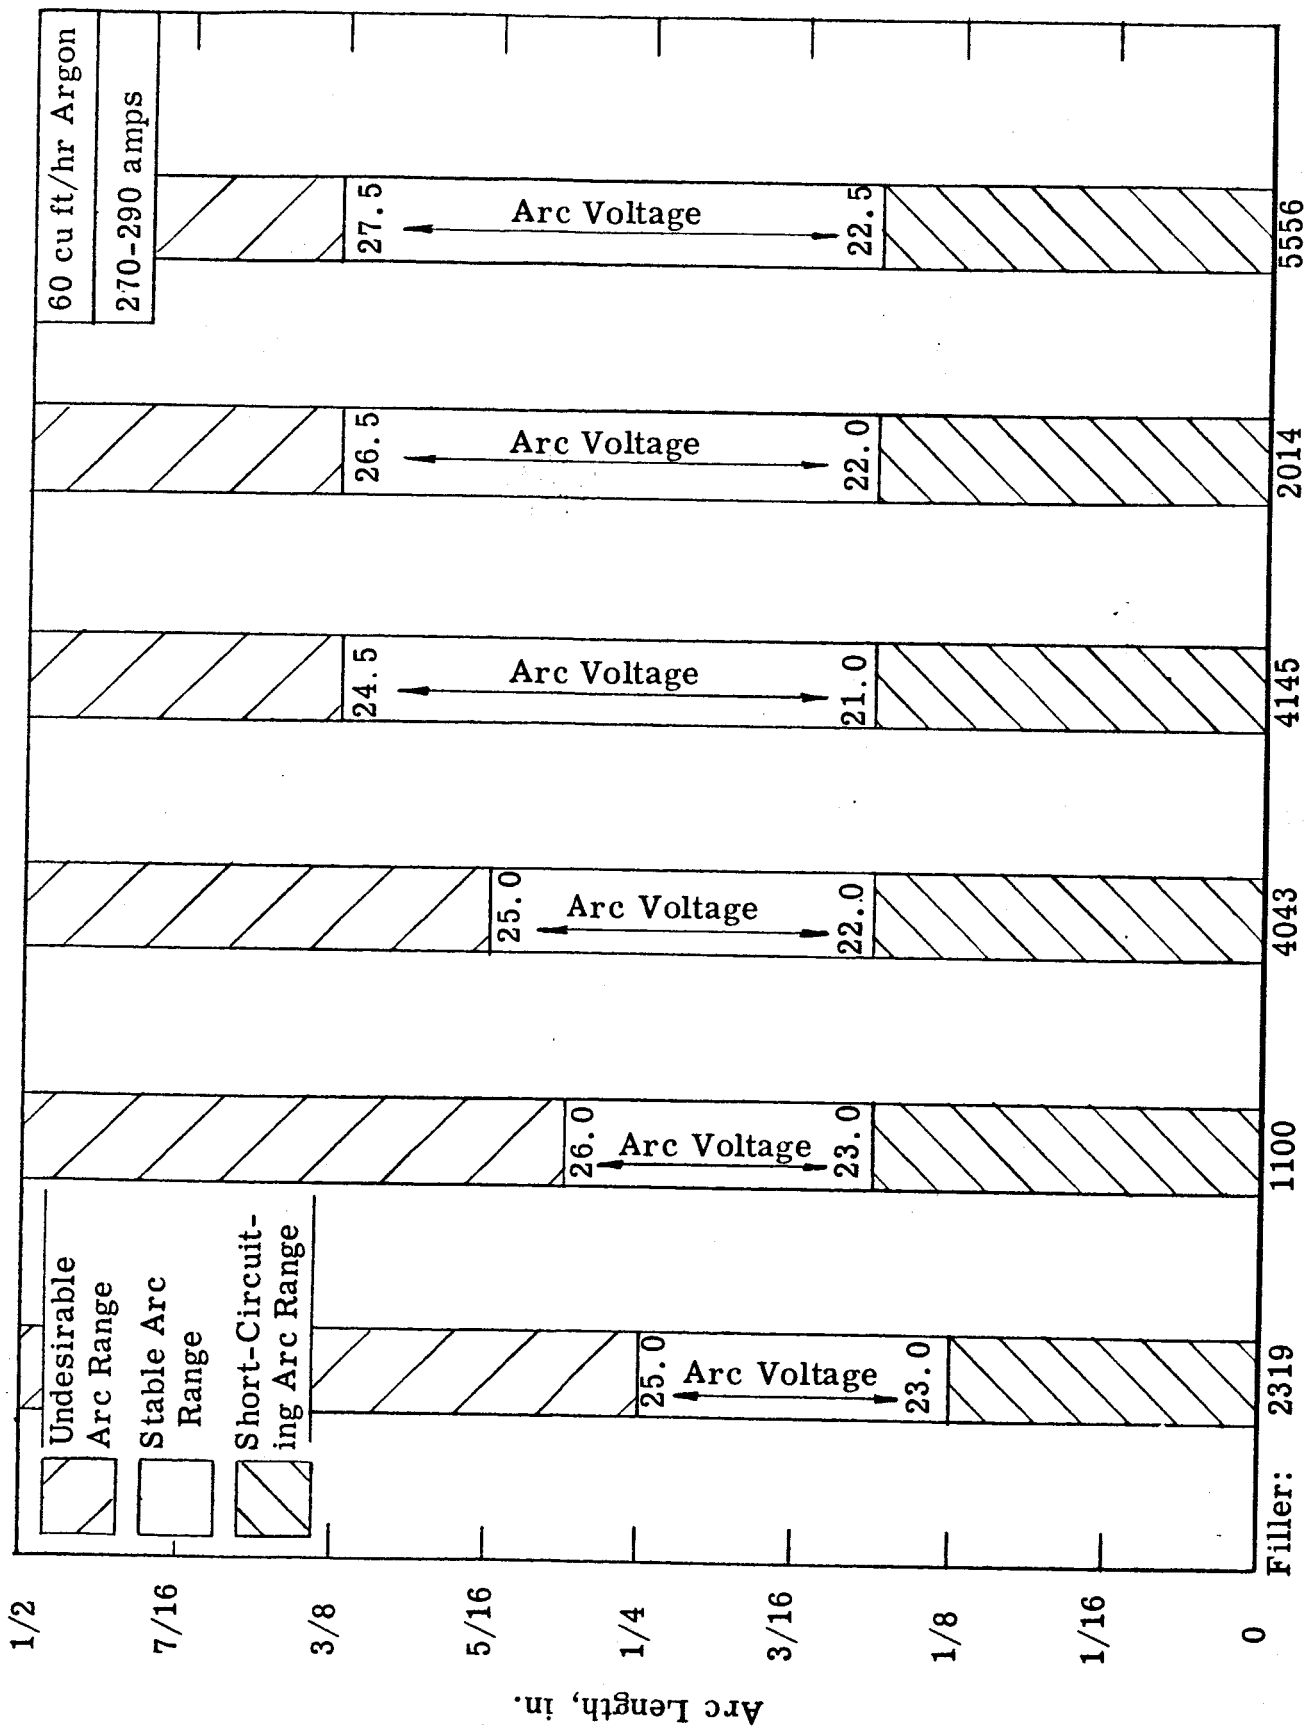 60 cu ft/hr Argon
270-290 amps
Undesirable
Arc Range
Stable Arc
Range
Short-Circuit-
ing Arc Range
1/2
7/16
3/8
5/16
1/4
3/16
1/8
1/16
0
Arc Length, in.
25.0
Arc Voltage
23.0
26.0
Arc Voltage
23.0
25.0
Arc Voltage
22.0
24.5
Arc Voltage
21.0
26.5
Arc Voltage
22.0
27.5
Arc Voltage
22.5
Filler: 2319 1100 4043 4145 2014 5556